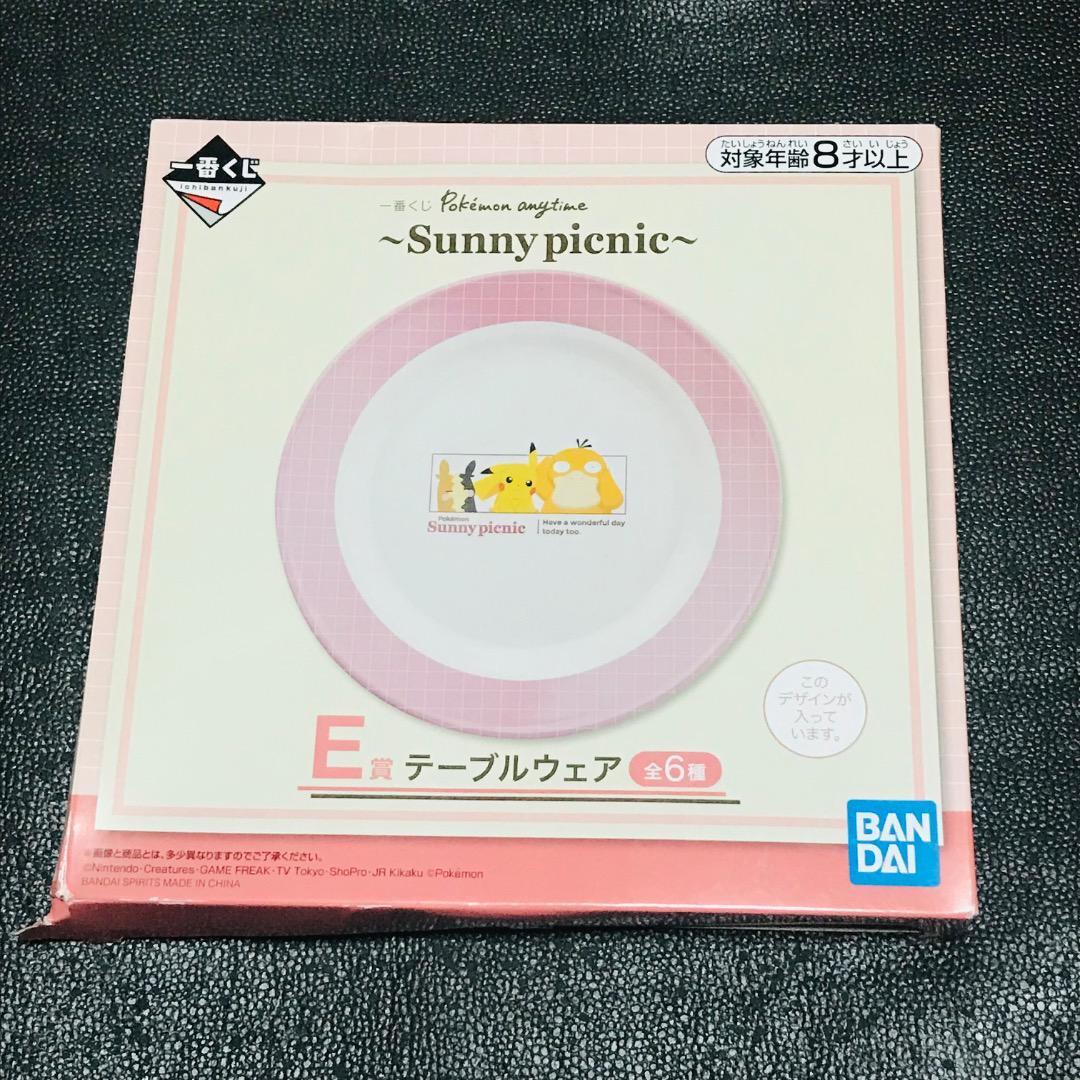 一番くじ
ichibankuji
たいしょうねんれい さい い じょう
対象年齢8才以上
一番くじ Pokémon anytime
~Sunny picnic~
Pokémon
Sunny picnic
Have a wonderful day
today too.
この
デザインが
入って
います。
E賞 テーブルウェア 全6種
BAN
DAI
※画像と商品とは、多少異なりますのでご了承ください。
©Nintendo・Creatures・GAME FREAK・TV Tokyo・ShoPro・JR Kikaku ©Pokémon
BANDAI SPIRITS MADE IN CHINA